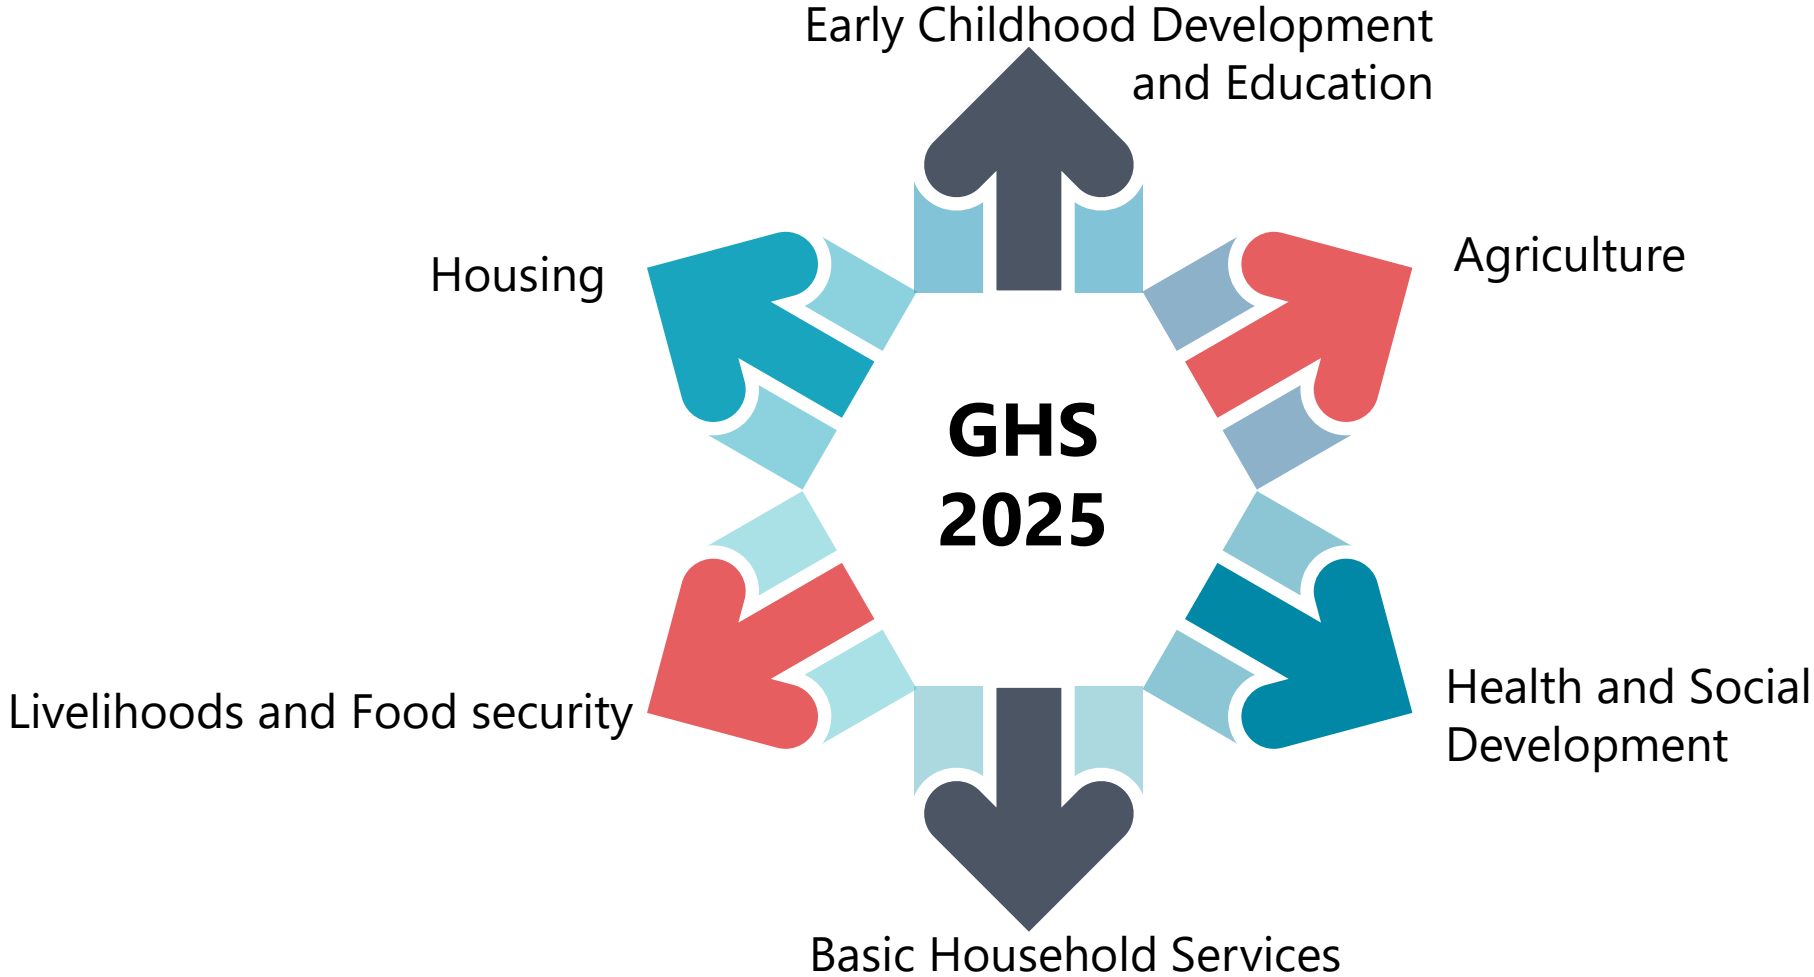 Early Childhood Development
and Education
Housing
Agriculture
GHS
2025
Livelihoods and Food security
Health and Social
Development
Basic Household Services